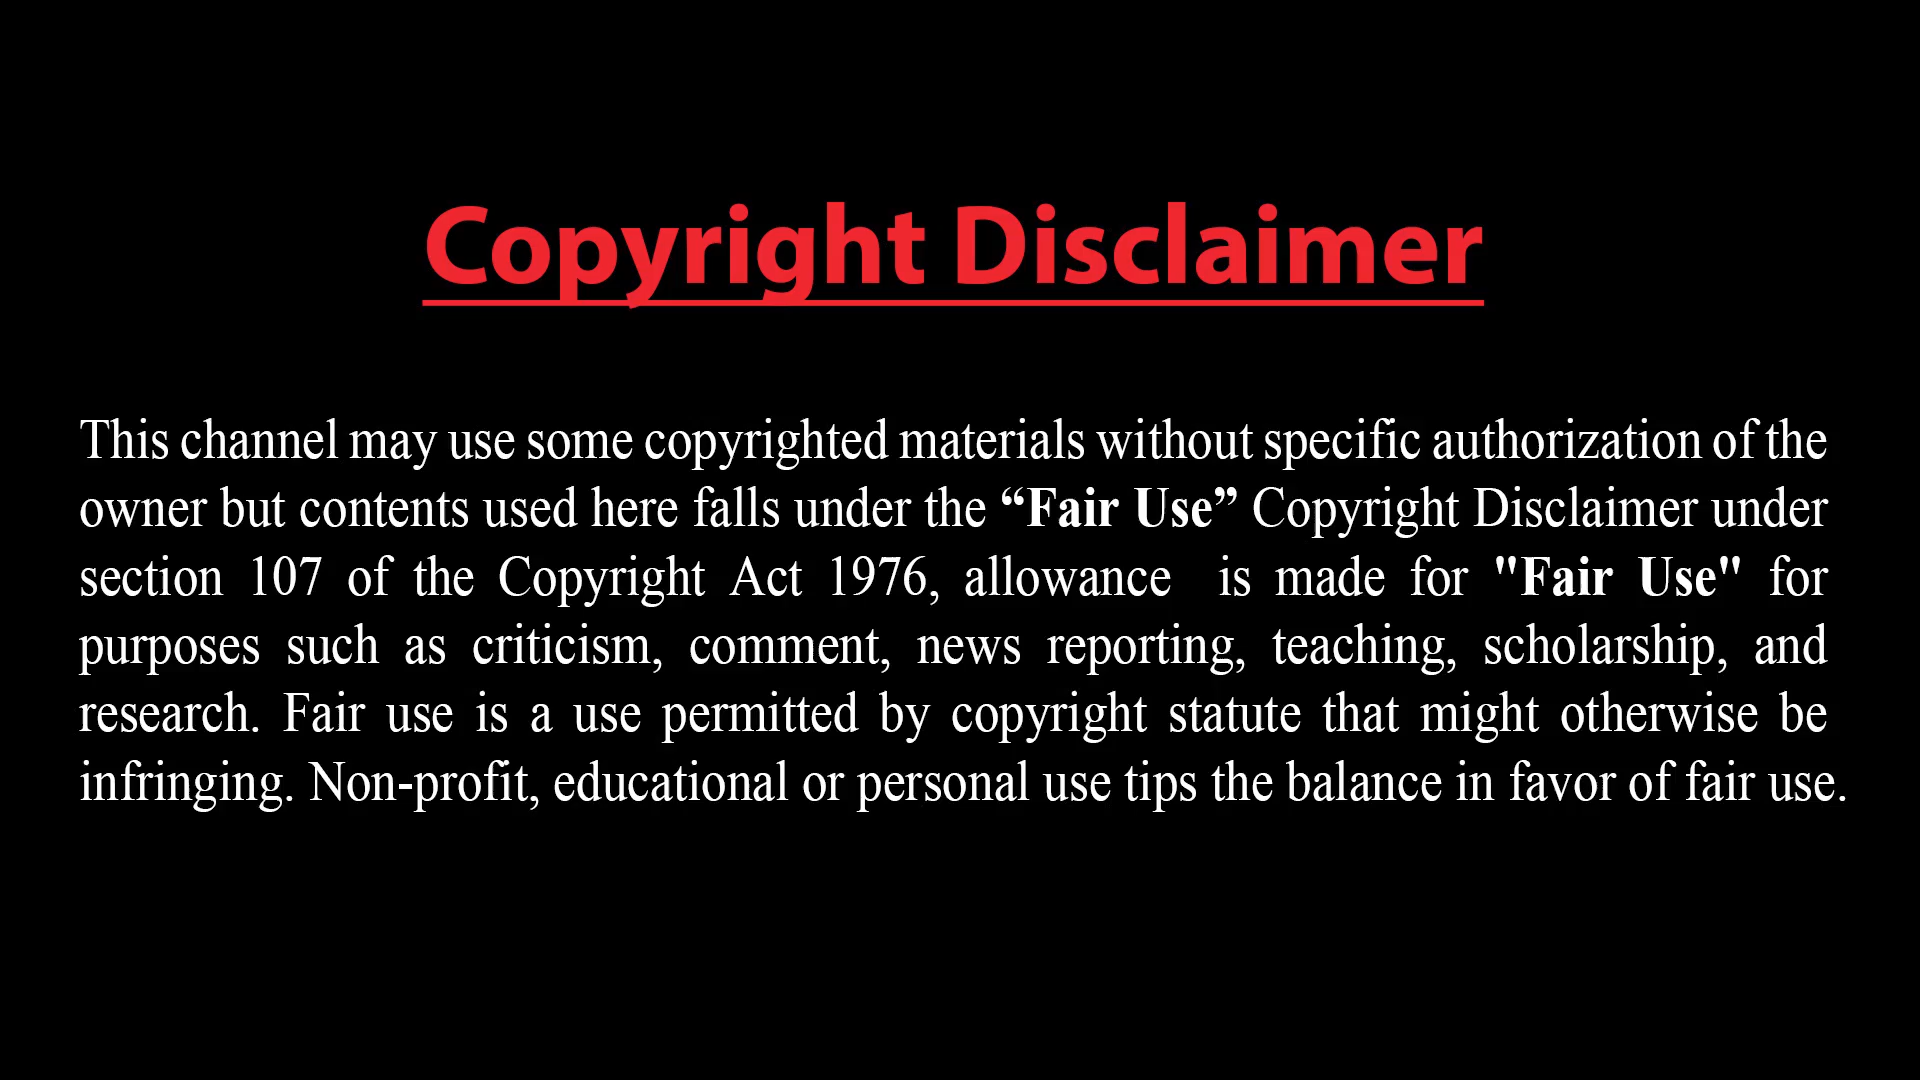 Copyright Disclaimer
This channel may use some copyrighted materials without specific authorization of the
owner but contents used here falls under the “Fair Use” Copyright Disclaimer under
section 107 of the Copyright Act 1976, allowance  is made for "Fair Use" for
purposes such as criticism, comment, news reporting, teaching, scholarship, and
research. Fair use is a use permitted by copyright statute that might otherwise be
infringing. Non-profit, educational or personal use tips the balance in favor of fair use.